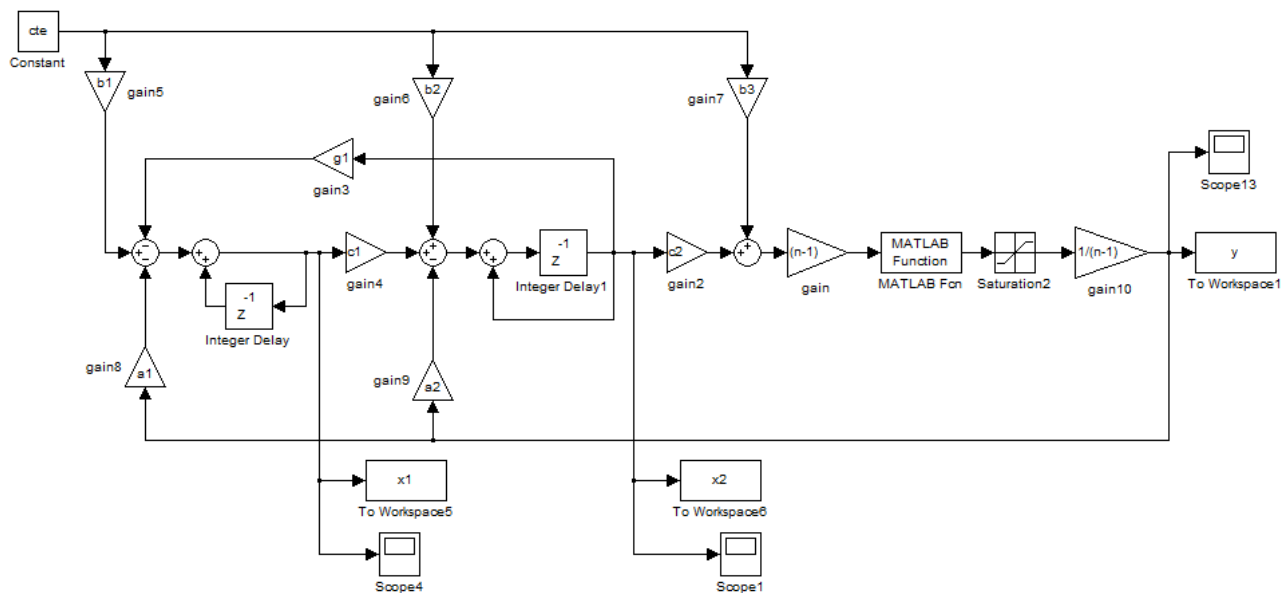 cte
Constant
b1
gain5
b2
gain6
b3
gain7
g1
gain3
Scope13
c1
gain4
-1
Z
Integer Delay1
c2
gain2
(n-1)
gain
MATLAB
Function
MATLAB Fcn
Saturation2
1/(n-1)
gain10
y
To Workspace1
-1
Z
Integer Delay
gain8
a1
gain9
a2
x1
To Workspace5
x2
To Workspace6
Scope4
Scope1